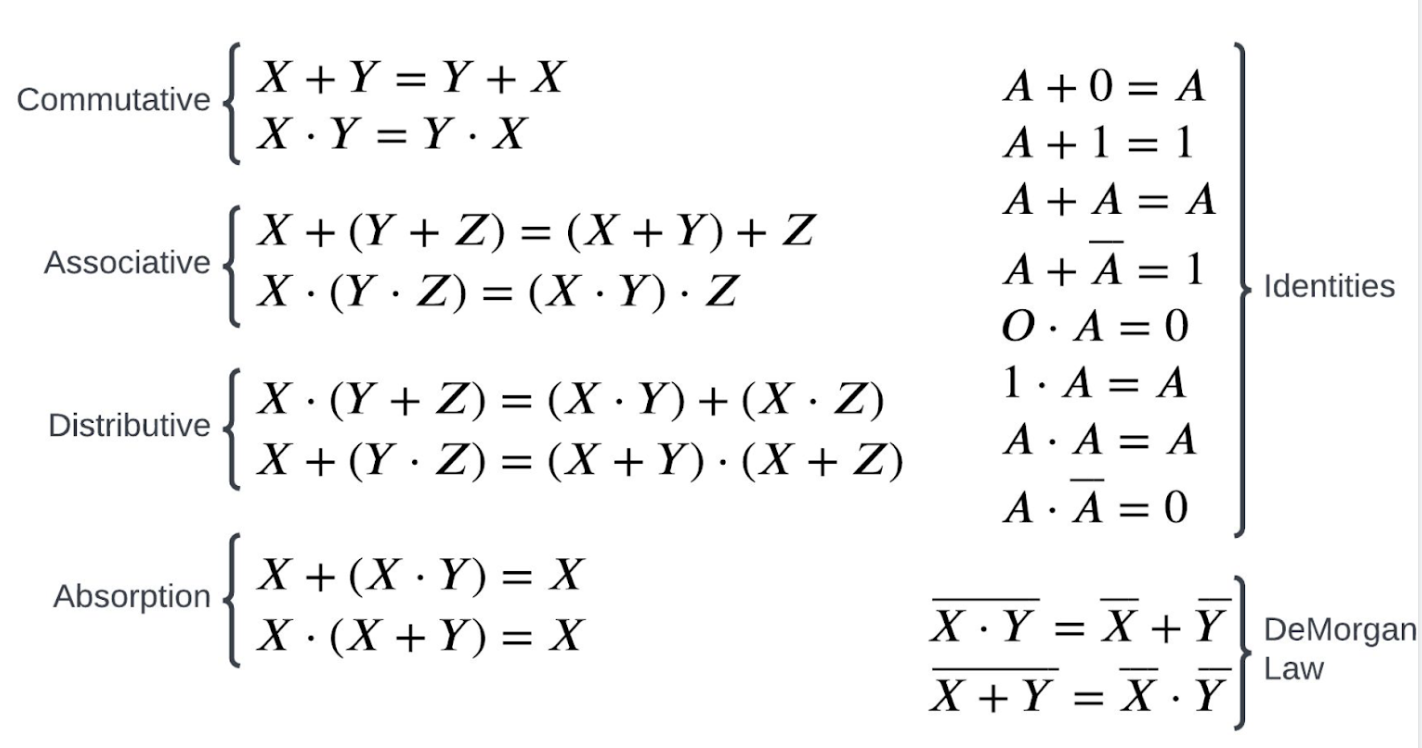 Commutative
X + Y = Y + X
X · Y = Y · X
Associative
X + (Y + Z) = (X + Y) + Z
X · (Y · Z) = (X · Y) · Z
Distributive
X · (Y + Z) = (X · Y) + (X · Z)
X + (Y · Z) = (X + Y) · (X + Z)
Absorption
X + (X · Y) = X
X · (X + Y) = X
A + 0 = A
A + 1 = 1
A + A = A
A + A̅ = 1
O · A = 0
1 · A = A
A · A = A
A · A̅ = 0
Identities
X̅ ̅·̅ ̅Y̅ = X̅ + Y̅
X̅ ̅+̅ ̅Y̅ = X̅ · Y̅
DeMorgan
Law